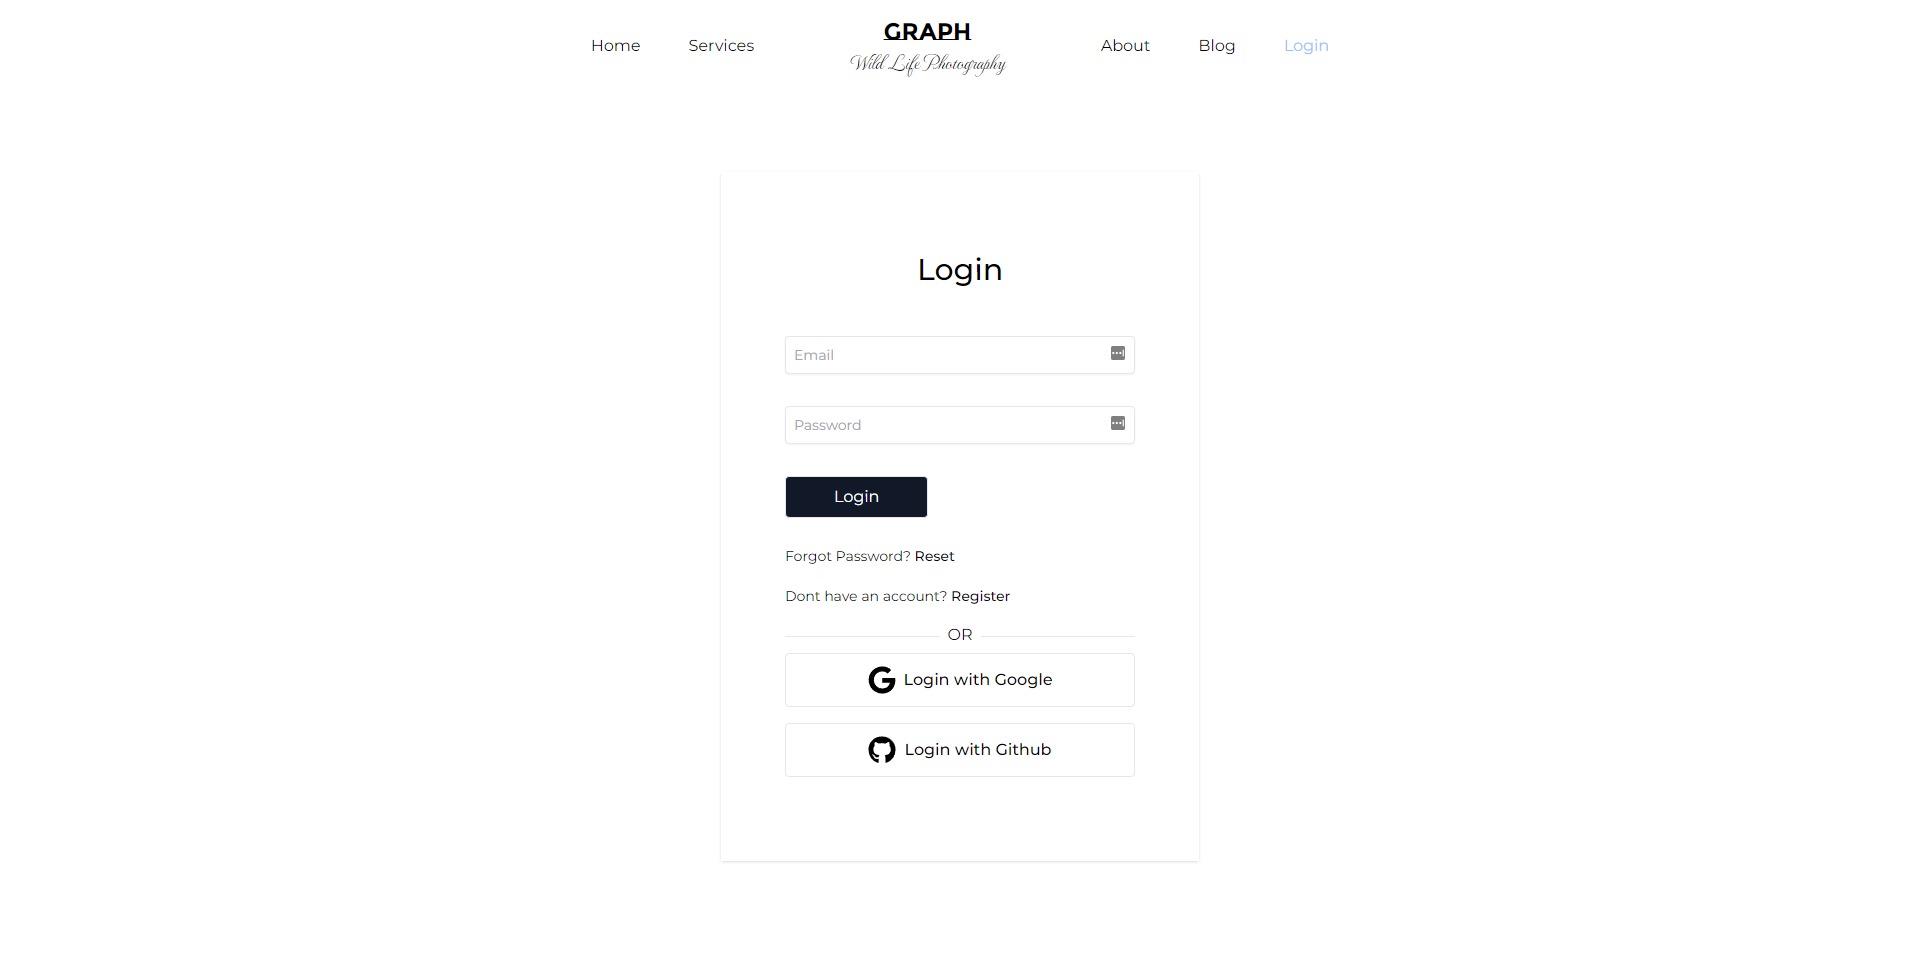 Home Services GRAPH About Blog Login
Wild Life Photography
Login
Email
Password
Login
Forgot Password? Reset
Dont have an account? Register
OR
Login with Google
Login with Github